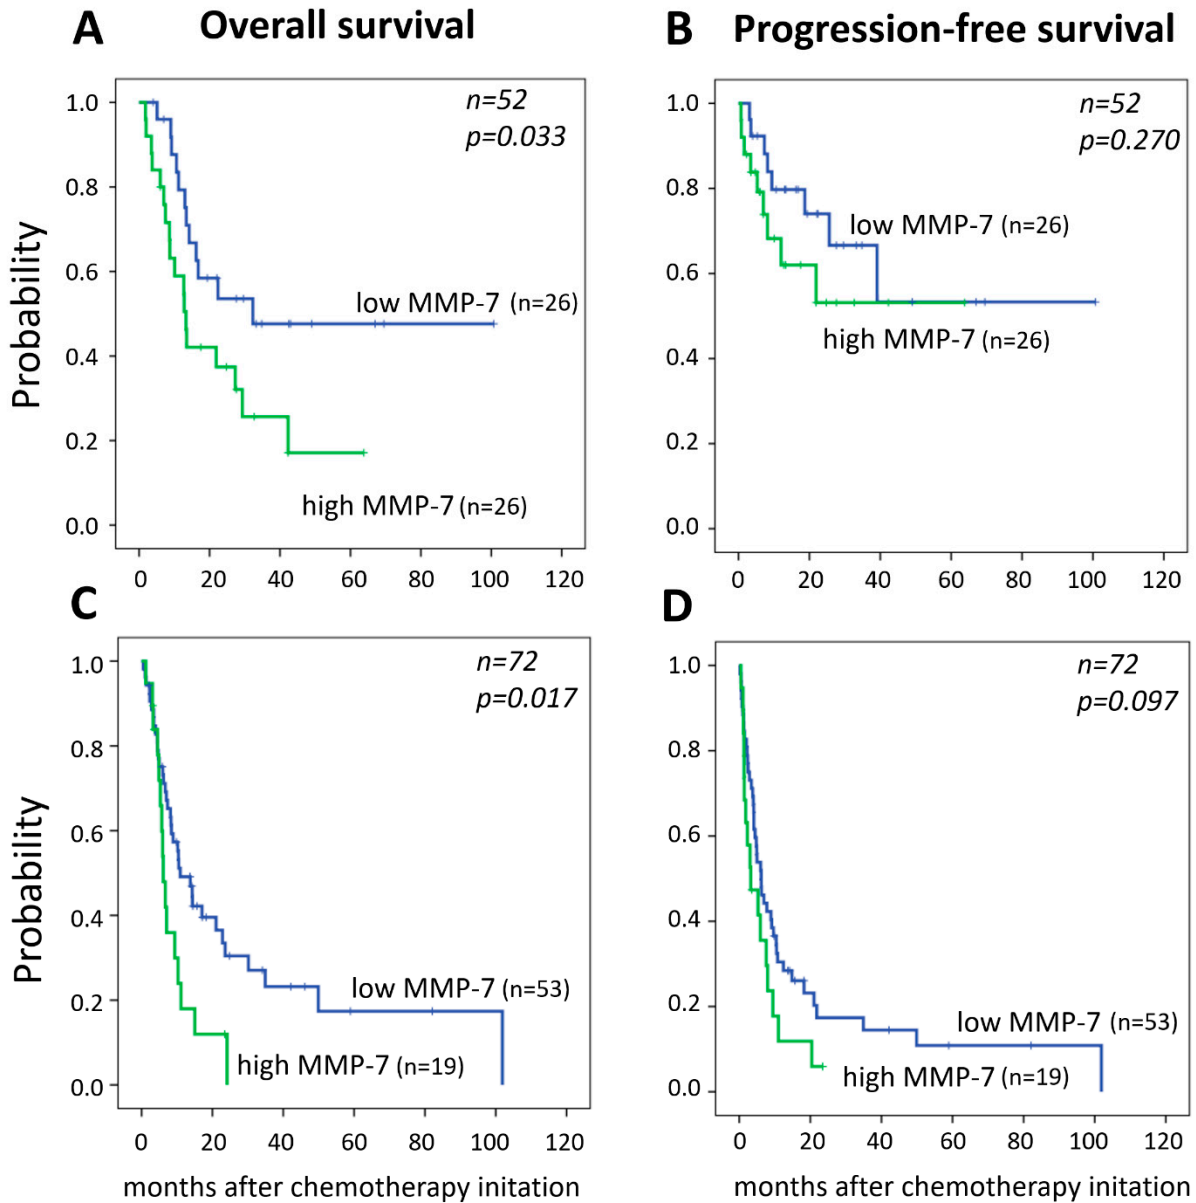 A Overall survival
B Progression-free survival
Probability
1.0
0.8
0.6
0.4
0.2
0.0
n=52
p=0.033
low MMP-7 (n=26)
high MMP-7 (n=26)
0 20 40 60 80 100 120
1.0
0.8
0.6
0.4
0.2
0.0
n=52
p=0.270
low MMP-7 (n=26)
high MMP-7 (n=26)
0 20 40 60 80 100 120
C
Probability
1.0
0.8
0.6
0.4
0.2
0.0
n=72
p=0.017
low MMP-7 (n=53)
high MMP-7 (n=19)
0 20 40 60 80 100 120
months after chemotherapy initation
D
1.0
0.8
0.6
0.4
0.2
0.0
n=72
p=0.097
low MMP-7 (n=53)
high MMP-7 (n=19)
0 20 40 60 80 100 120
months after chemotherapy initation